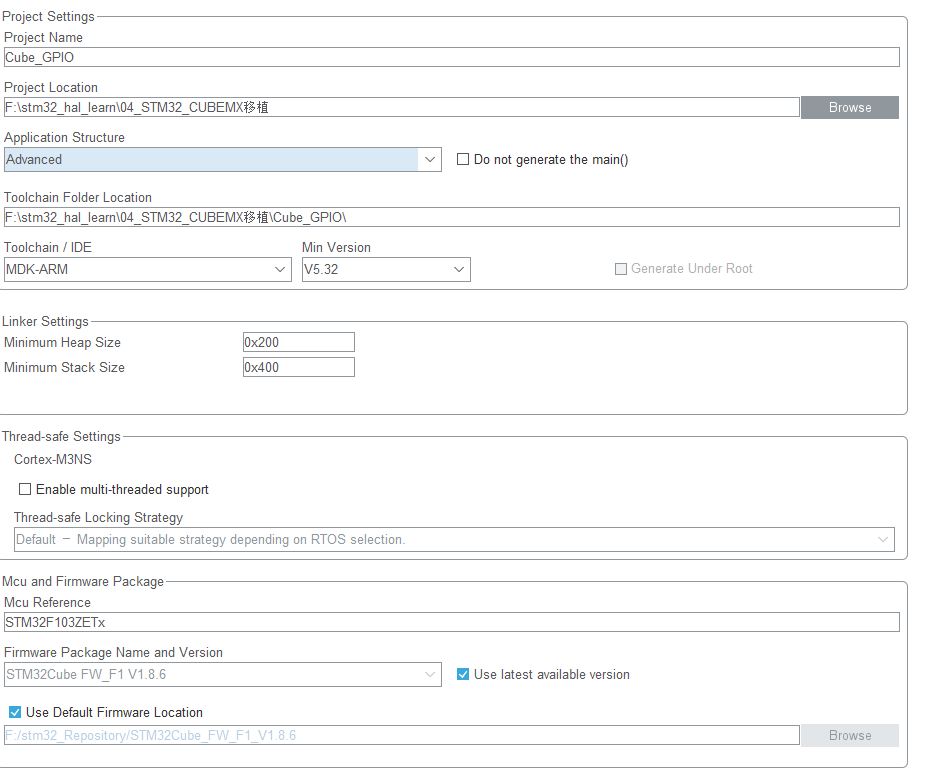 Project Settings
Project Name
Cube_GPIO
Project Location
F:\stm32_hal_learn\04_STM32_CUBEMX移植
Browse
Application Structure
Advanced
Do not generate the main()
Toolchain Folder Location
F:\stm32_hal_learn\04_STM32_CUBEMX移植\Cube_GPIO\
Toolchain / IDE
Min Version
MDK-ARM
V5.32
Generate Under Root
Linker Settings
Minimum Heap Size
0x200
Minimum Stack Size
0x400
Thread-safe Settings
Cortex-M3NS
Enable multi-threaded support
Thread-safe Locking Strategy
Default – Mapping suitable strategy depending on RTOS selection.
Mcu and Firmware Package
Mcu Reference
STM32F103ZETx
Firmware Package Name and Version
STM32Cube FW_F1 V1.8.6
Use latest available version
Use Default Firmware Location
F:/stm32_Repository/STM32Cube_FW_F1_V1.8.6
Browse